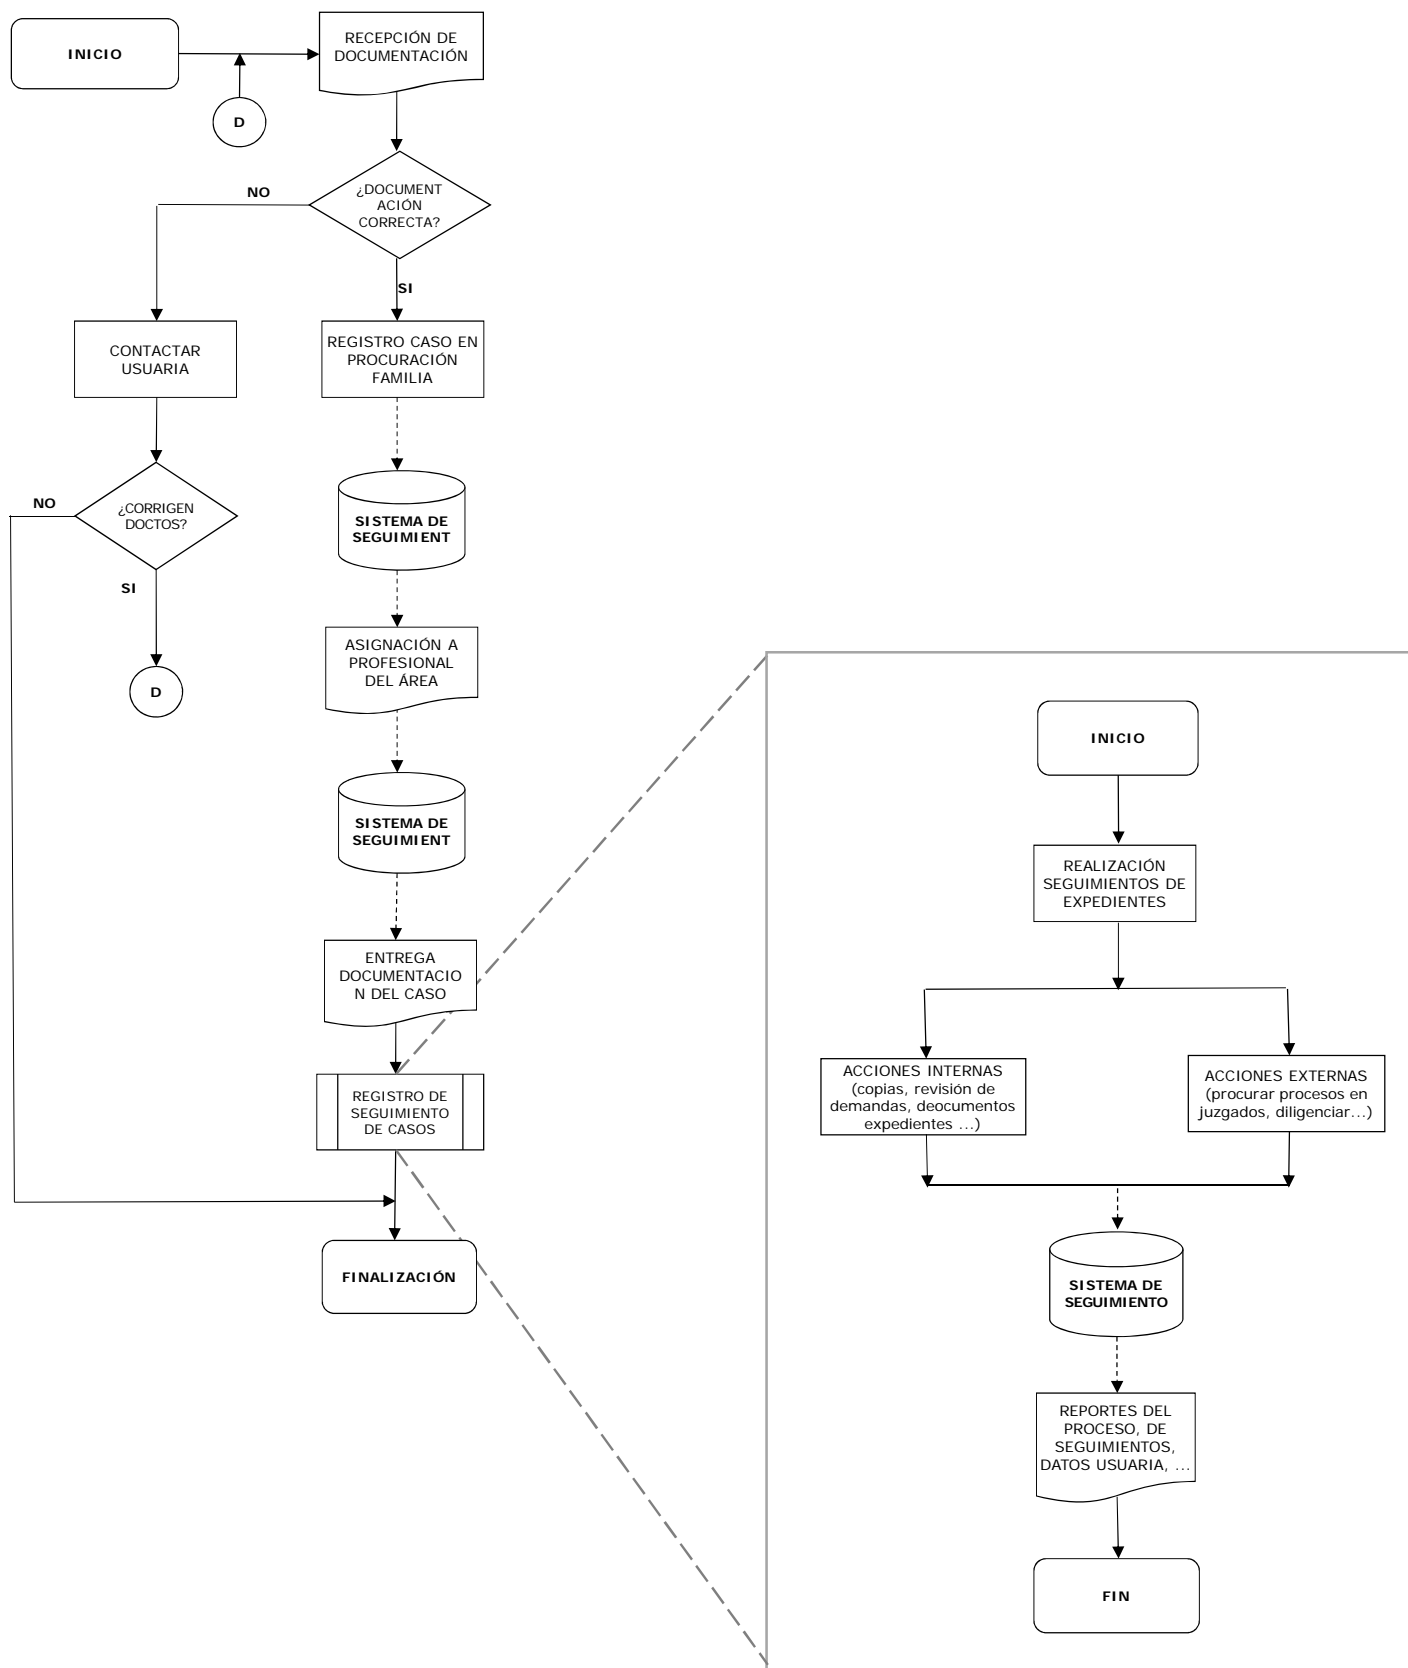 INICIO
RECEPCIÓN DE
DOCUMENTACIÓN
D
¿DOCUMENT
ACIÓN
CORRECTA?
NO
SI
CONTACTAR
USUARIA
REGISTRO CASO EN
PROCURACIÓN
FAMILIA
¿CORRIGEN
DOCTOS?
NO
SI
D
SISTEMA DE
SEGUIMIENT
ASIGNACIÓN A
PROFESIONAL
DEL ÁREA
SISTEMA DE
SEGUIMIENT
ENTREGA
DOCUMENTACIO
N DEL CASO
REGISTRO DE
SEGUIMIENTO
DE CASOS
FINALIZACIÓN
INICIO
REALIZACIÓN
SEGUIMIENTOS DE
EXPEDIENTES
ACCIONES INTERNAS
(copias, revisión de
demandas, deocumentos
expedientes ...)
ACCIONES EXTERNAS
(procurar procesos en
juzgados, diligenciar...)
SISTEMA DE
SEGUIMIENTO
REPORTES DEL
PROCESO, DE
SEGUIMIENTOS,
DATOS USUARIA, ...
FIN